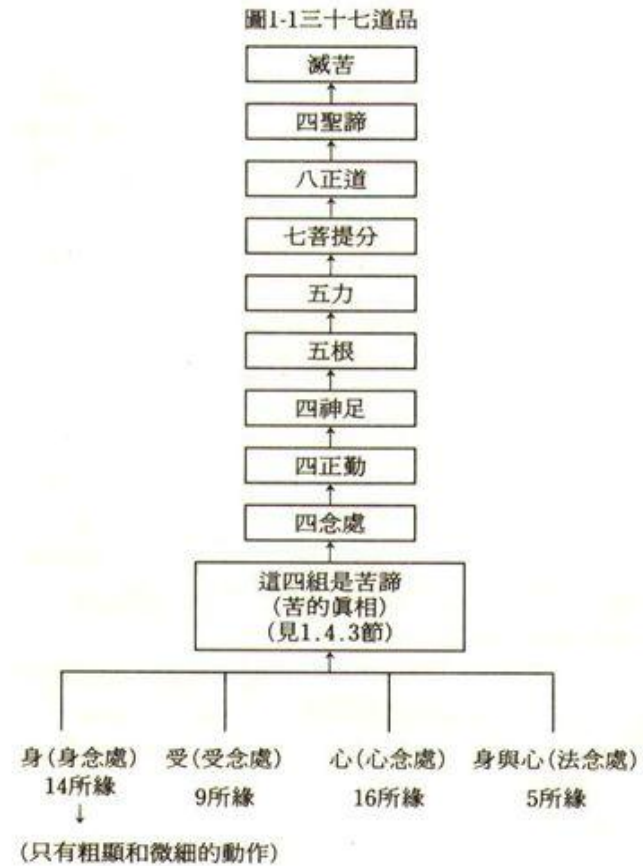 圖1-1三十七道品
滅苦
四聖諦
八正道
七菩提分
五力
五根
四神足
四正勤
四念處
這四組是苦諦
(苦的眞相)
(見1.4.3節)
身(身念處) 受(受念處) 心(心念處) 身與心(法念處)
14所緣 9所緣 16所緣 5所緣
(只有粗顯和微細的動作)